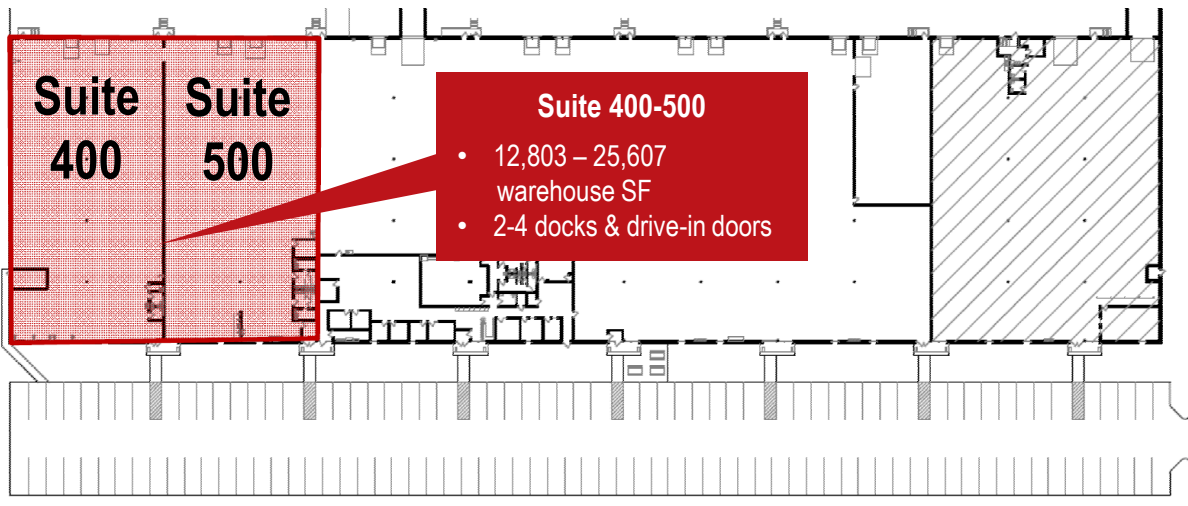 Suite
400
Suite
500
Suite 400-500
• 12,803 – 25,607
warehouse SF
• 2-4 docks & drive-in doors